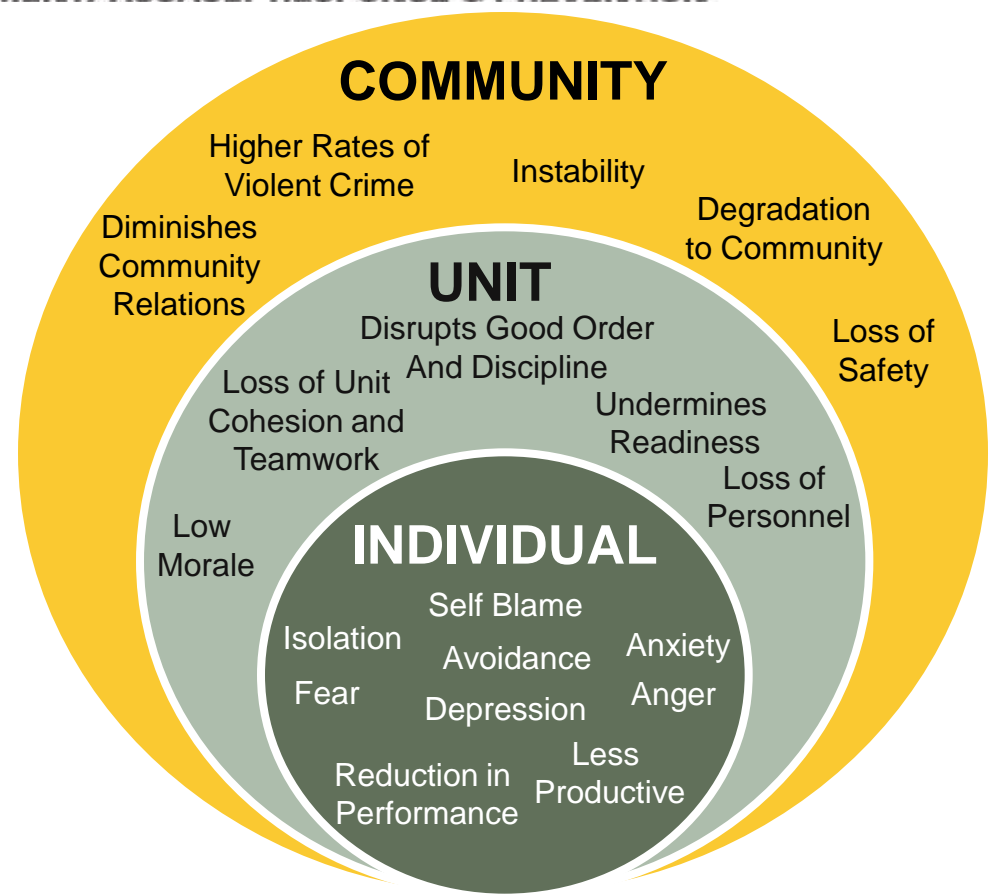 COMMUNITY
Higher Rates of
Violent Crime
Instability
Degradation
to Community
Diminishes
Community
Relations
Loss of
Safety
UNIT
Disrupts Good Order
And Discipline
Loss of Unit
Cohesion and
Teamwork
Undermines
Readiness
Loss of
Personnel
Low
Morale
INDIVIDUAL
Self Blame
Isolation
Avoidance
Anxiety
Fear
Depression
Anger
Less
Productive
Reduction in
Performance